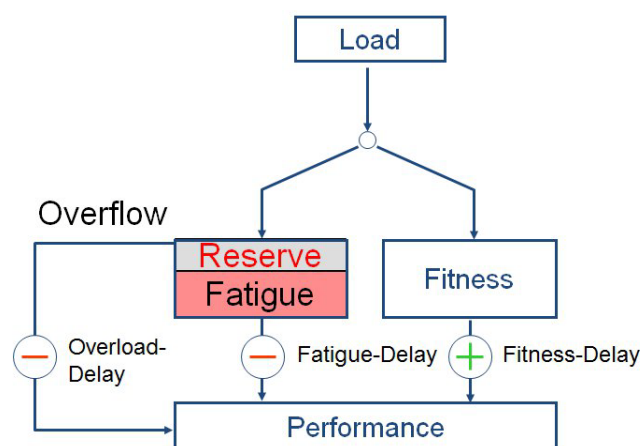 Load
Overflow
Reserve
Fatigue
Fitness
Overload-
Delay
Fatigue-Delay
Fitness-Delay
Performance